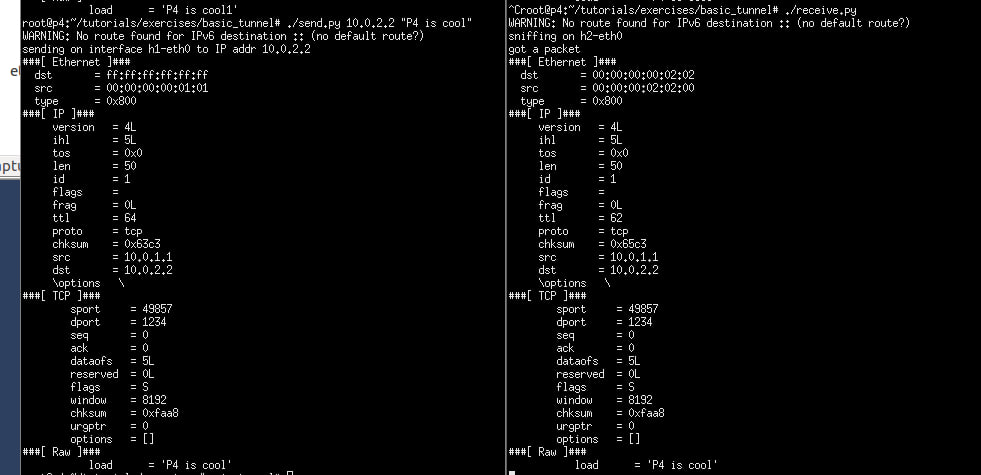 load = 'P4 is cool1'
root@p4:~/tutorials/exercises/basic_tunnel# ./send.py 10.0.2.2 "P4 is cool"
WARNING: No route found for IPv6 destination :: (no default route?)
sending on interface h1-eth0 to IP addr 10.0.2.2
###[ Ethernet ]###
dst = ff:ff:ff:ff:ff:ff
src = 00:00:00:00:01:01
type = 0x800
###[ IP ]###
version = 4L
ihl = 5L
tos = 0x0
len = 50
id = 1
flags =
frag = 0L
ttl = 64
proto = tcp
chksum = 0x63c3
src = 10.0.1.1
dst = 10.0.2.2
\options \
###[ TCP ]###
sport = 49857
dport = 1234
seq = 0
ack = 0
dataofs = 5L
reserved = 0L
flags = S
window = 8192
chksum = 0xfaa8
urgptr = 0
options = []
###[ Raw ]###
load = 'P4 is cool'
^Croot@p4:~/tutorials/exercises/basic_tunnel# ./receive.py
WARNING: No route found for IPv6 destination :: (no default route?)
sniffing on h2-eth0
got a packet
###[ Ethernet ]###
dst = 00:00:00:00:02:02
src = 00:00:00:02:02:00
type = 0x800
###[ IP ]###
version = 4L
ihl = 5L
tos = 0x0
len = 50
id = 1
flags =
frag = 0L
ttl = 62
proto = tcp
chksum = 0x65c3
src = 10.0.1.1
dst = 10.0.2.2
\options \
###[ TCP ]###
sport = 49857
dport = 1234
seq = 0
ack = 0
dataofs = 5L
reserved = 0L
flags = S
window = 8192
chksum = 0xfaa8
urgptr = 0
options = []
###[ Raw ]###
load = 'P4 is cool'